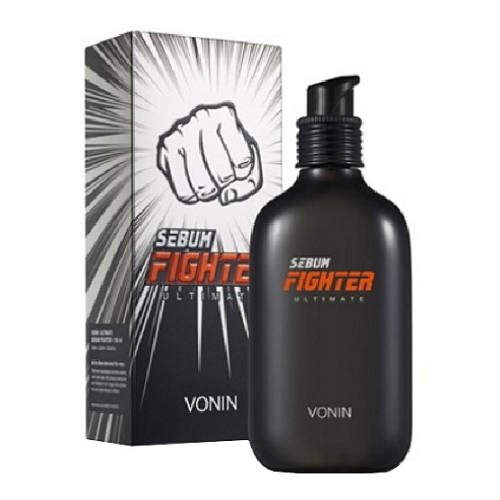 SEBUM
FIGHTER
ULTIMATE
VONIN
SEBUM
FIGHTER
ULTIMATE
VONIN